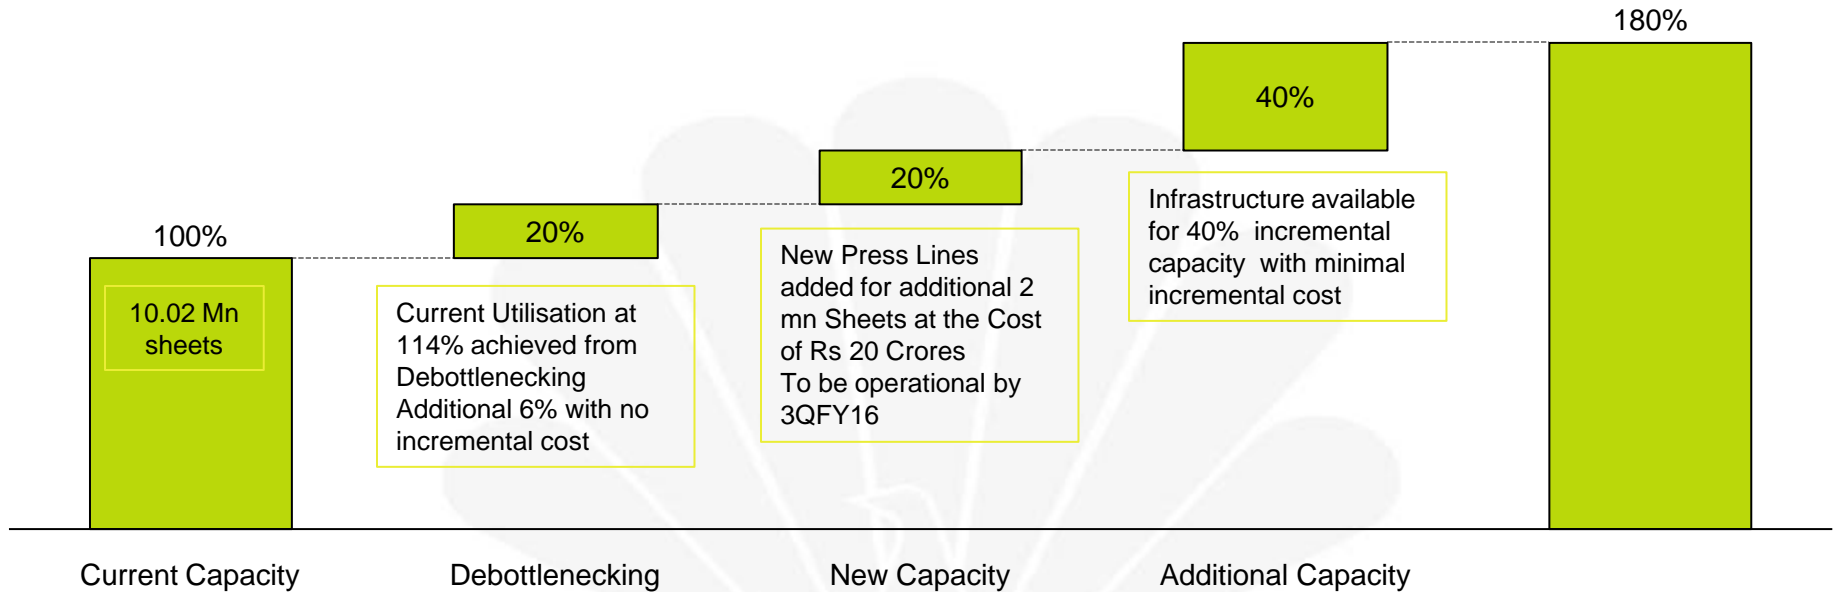 100%
10.02 Mn
sheets
Current Capacity
20%
Current Utilisation at
114% achieved from
Debottlenecking
Additional 6% with no
incremental cost
Debottlenecking
20%
New Press Lines
added for additional 2
mn Sheets at the Cost
of Rs 20 Crores
To be operational by
3QFY16
New Capacity
40%
Infrastructure available
for 40% incremental
capacity with minimal
incremental cost
Additional Capacity
180%